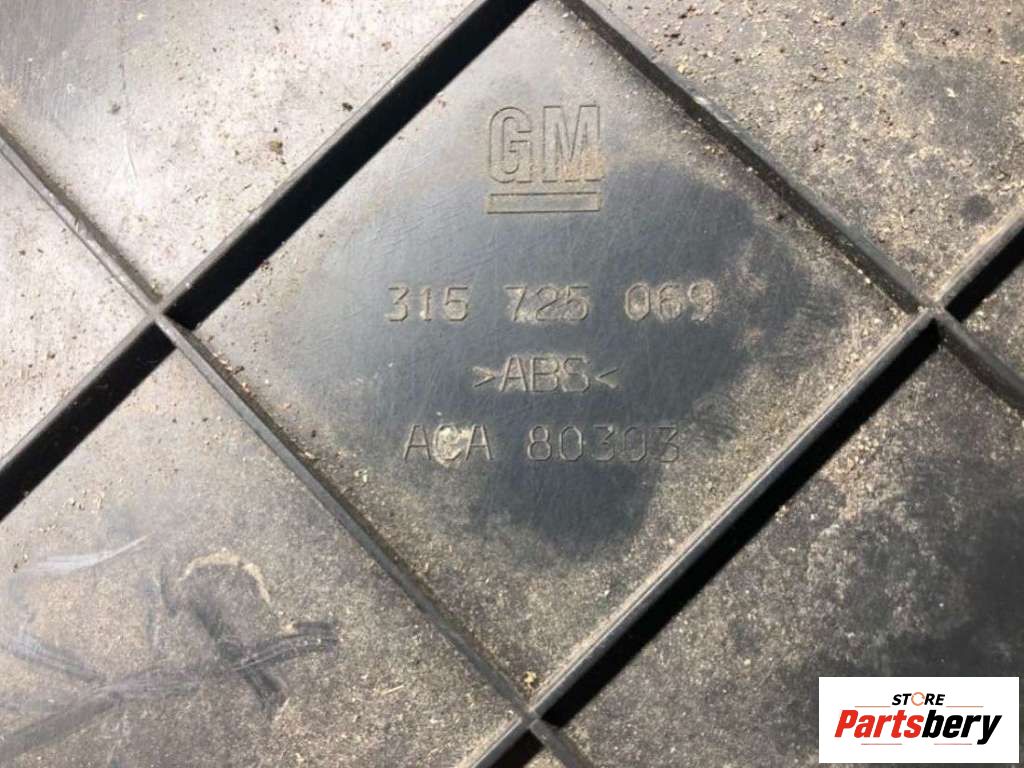 GM
315 725 069
>ABS<
ACA 80303
STORE
Partsbery